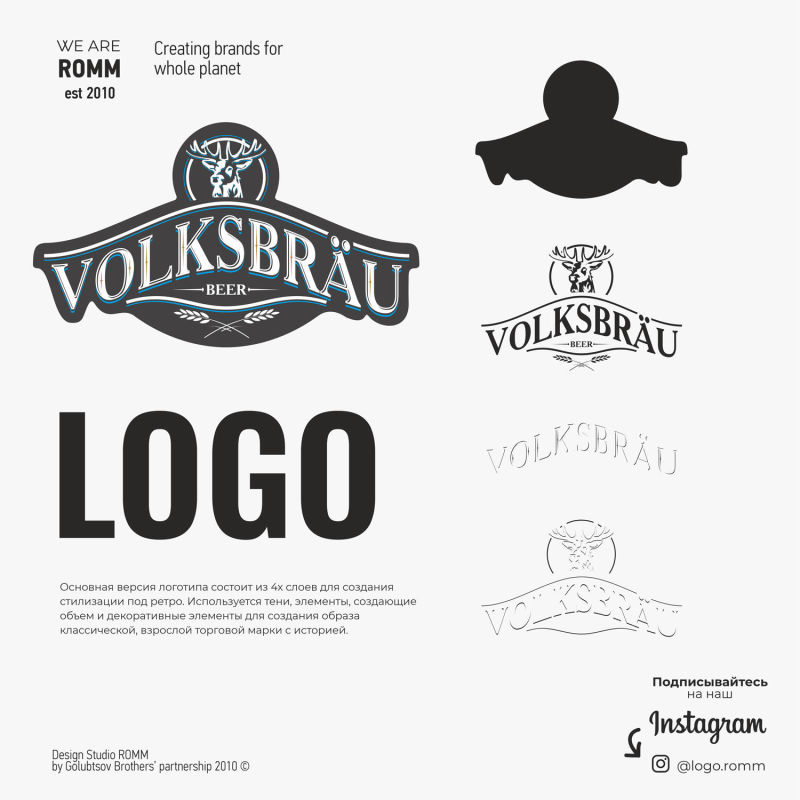 WE ARE
ROMM
est 2010
Creating brands for
whole planet
VOLKSBRÄU
BEER
VOLKSBRÄU
BEER
VOLKSBRÄU
VOLKSBRÄU
LOGO
Основная версия логотипа состоит из 4х слоев для создания
стилизации под ретро. Используется тени, элементы, создающие
объем и декоративные элементы для создания образа
классической, взрослой торговой марки с историей.
Подписывайтесь
на наш
Instagram
@logo.romm
Design Studio ROMM
by Golubtsov Brothers' partnership 2010 ©